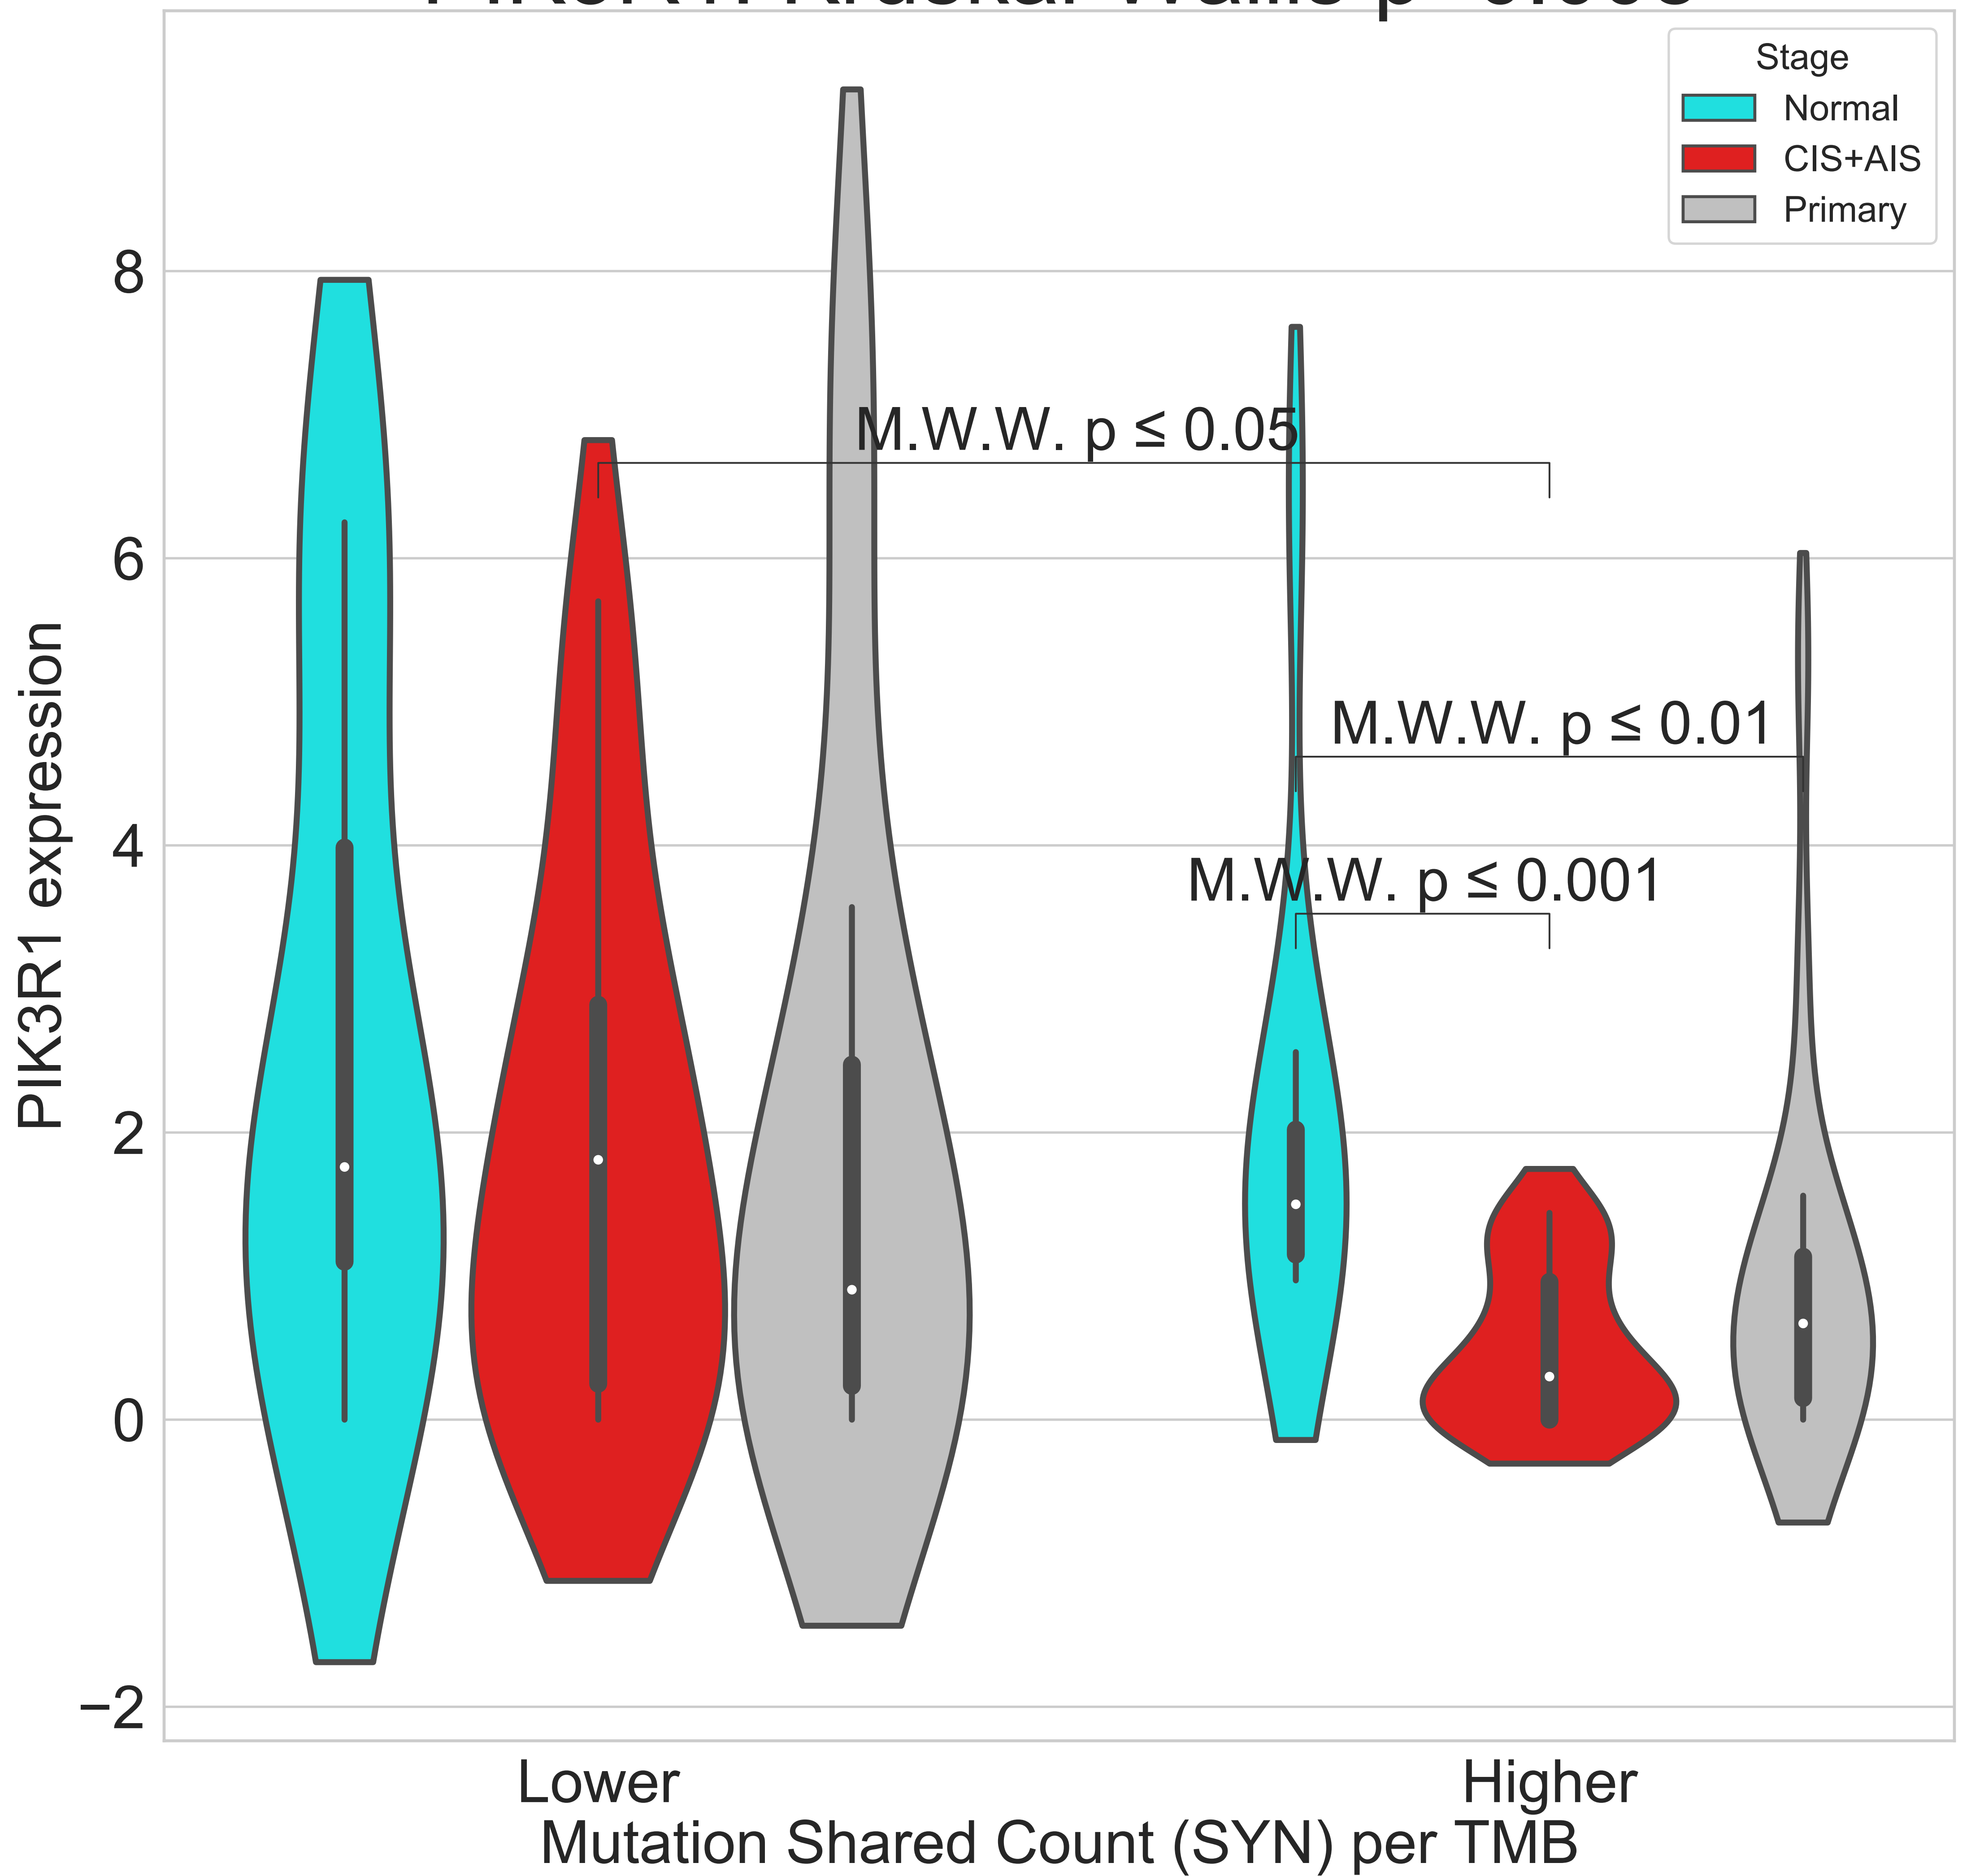 Stage
Normal
CIS+AIS
Primary
8
6
4
2
0
−2
PIK3R1 expression
M.W.W. p ≤ 0.05
M.W.W. p ≤ 0.01
M.W.W. p ≤ 0.001
Lower
Higher
Mutation Shared Count (SYN) per TMB